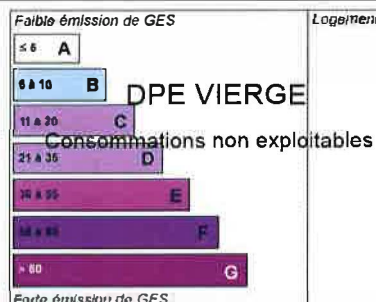 Faible émission de GES
Logement
≤ 5 A
6 à 10 B
DPE VIERGE
11 à 20 C
Consommations non exploitables
21 à 35 D
36 à 55 E
56 à 80 F
> 80 G
Forte émission de GES